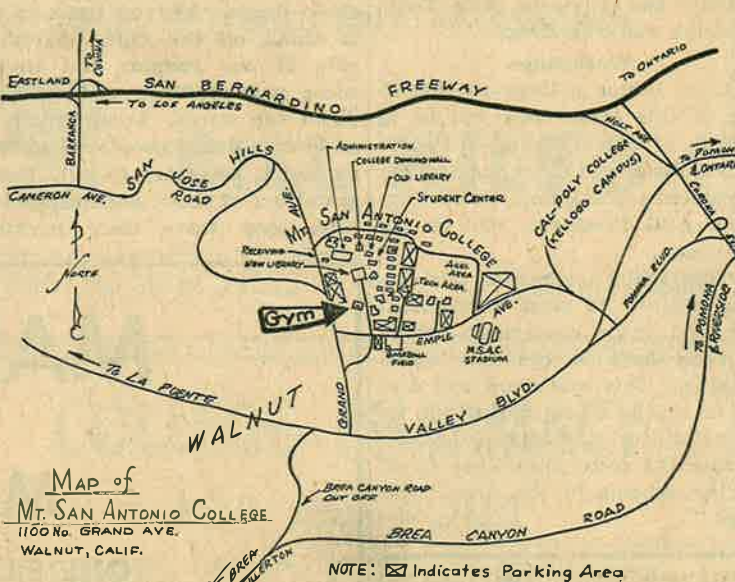 TO COVINA
EASTLAND
SAN BERNARDINO FREEWAY
TO ONTARIO
TO LOS ANGELES
BARRANCA
HOLT AVE
TO POMONA
& ONTARIO
CORONA
CAL-POLY COLLEGE
(KELLOGG CAMPUS)
CAMERON AVE.
SAN JOSE HILLS
ROAD
ADMINISTRATION
COLLEGE DINING HALL
OLD LIBRARY
STUDENT CENTER
MT. SAN ANTONIO COLLEGE
RECEIVING
NEW LIBRARY
AGRI.
AREA
TECH AREA
NORTH
Gym
TEMPLE AVE.
BASEBALL
FIELD
M.S.A.C.
STADIUM
POMONA BLVD.
TO POMONA
& RIVERSIDE
TO LA PUENTE
WALNUT
GRAND AVE.
VALLEY BLVD.
Map of
MT. SAN ANTONIO COLLEGE
1100 No. GRAND AVE.
WALNUT, CALIF.
BREA CANYON ROAD
CUT OFF
BREA CANYON ROAD
BREA
NOTE: Indicates Parking Area